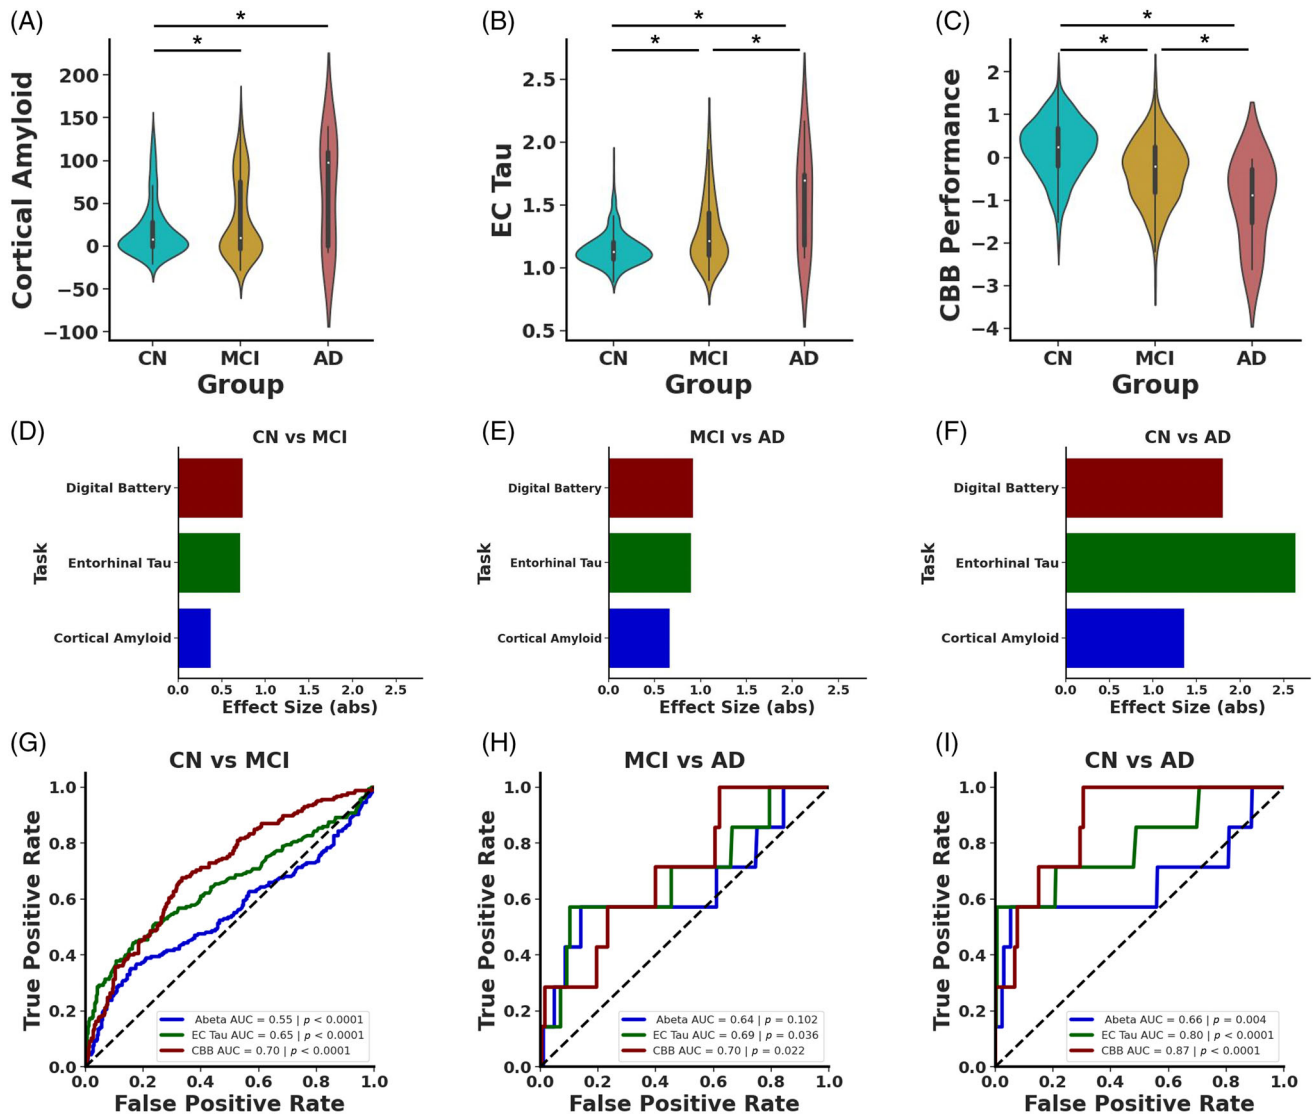 (A)
*
*
Cortical Amyloid
200
150
100
50
0
−50
−100
CN MCI AD
Group
(B)
*
* *
EC Tau
2.5
2.0
1.5
1.0
0.5
CN MCI AD
Group
(C)
*
* *
CBB Performance
2
1
0
−1
−2
−3
−4
CN MCI AD
Group
(D)
CN vs MCI
Task
Digital Battery
Entorhinal Tau
Cortical Amyloid
0.0 0.5 1.0 1.5 2.0 2.5
Effect Size (abs)
(E)
MCI vs AD
Task
Digital Battery
Entorhinal Tau
Cortical Amyloid
0.0 0.5 1.0 1.5 2.0 2.5
Effect Size (abs)
(F)
CN vs AD
Task
Digital Battery
Entorhinal Tau
Cortical Amyloid
0.0 0.5 1.0 1.5 2.0 2.5
Effect Size (abs)
(G)
CN vs MCI
True Positive Rate
1.0
0.8
0.6
0.4
0.2
0.0
Abeta AUC = 0.55 | p < 0.0001
EC Tau AUC = 0.65 | p < 0.0001
CBB AUC = 0.70 | p < 0.0001
0.0 0.2 0.4 0.6 0.8 1.0
False Positive Rate
(H)
MCI vs AD
True Positive Rate
1.0
0.8
0.6
0.4
0.2
0.0
Abeta AUC = 0.64 | p = 0.102
EC Tau AUC = 0.69 | p = 0.036
CBB AUC = 0.70 | p = 0.022
0.0 0.2 0.4 0.6 0.8 1.0
False Positive Rate
(I)
CN vs AD
True Positive Rate
1.0
0.8
0.6
0.4
0.2
0.0
Abeta AUC = 0.66 | p = 0.004
EC Tau AUC = 0.80 | p < 0.0001
CBB AUC = 0.87 | p < 0.0001
0.0 0.2 0.4 0.6 0.8 1.0
False Positive Rate